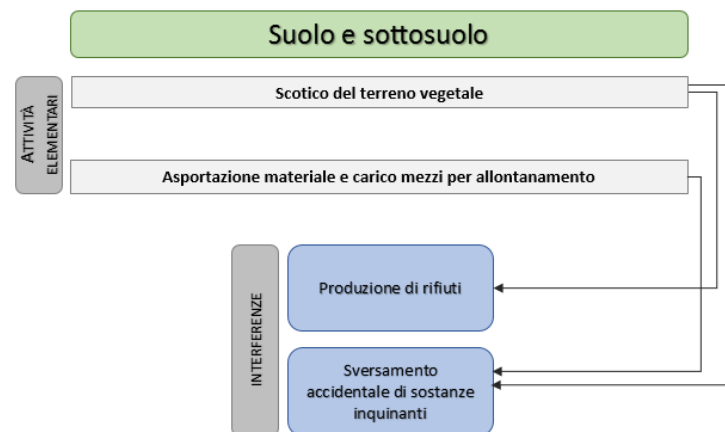 Suolo e sottosuolo
ATTIVITÀ
ELEMENTARI
Scotico del terreno vegetale
Asportazione materiale e carico mezzi per allontanamento
INTERFERENZE
Produzione di rifiuti
Sversamento
accidentale di sostanze
inquinanti